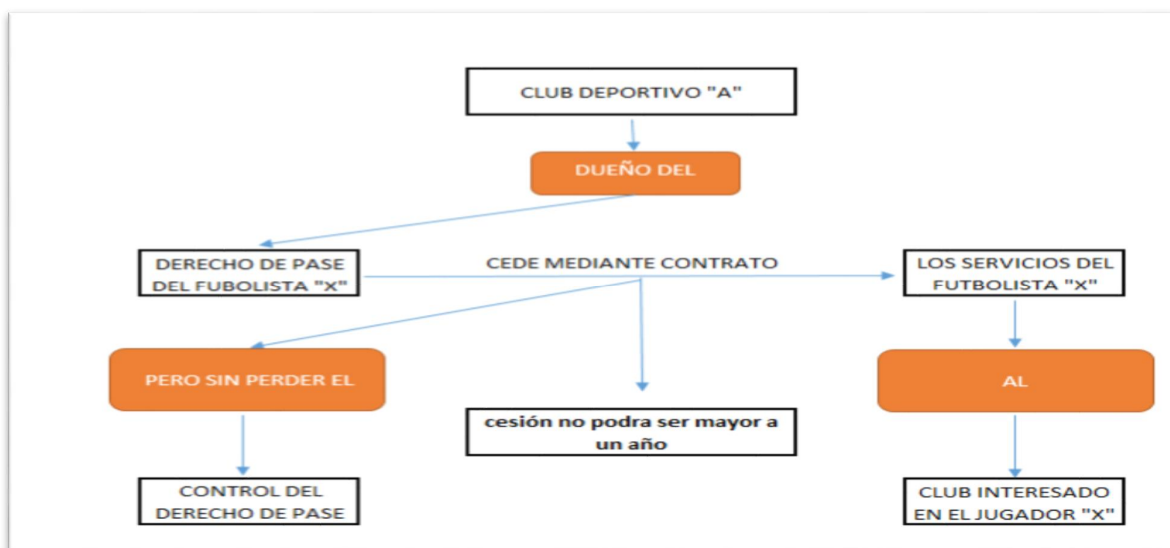 CLUB DEPORTIVO "A"
DUEÑO DEL
DERECHO DE PASE
DEL FUBOLISTA "X"
CEDE MEDIANTE CONTRATO
LOS SERVICIOS DEL
FUTBOLISTA "X"
PERO SIN PERDER EL
AL
cesión no podra ser mayor a
un año
CONTROL DEL
DERECHO DE PASE
CLUB INTERESADO
EN EL JUGADOR "X"